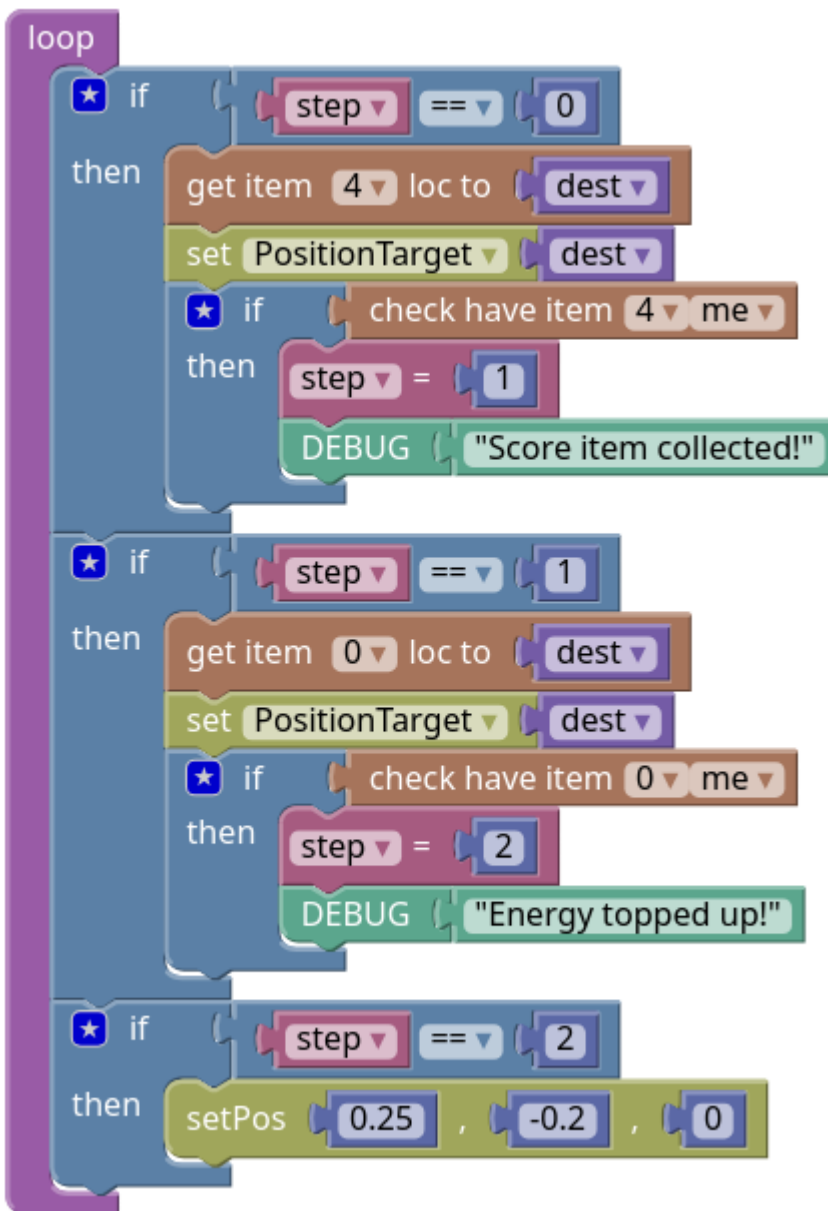 loop
if step == 0
then get item 4 loc to dest
set PositionTarget dest
if check have item 4 me
then step = 1
DEBUG "Score item collected!"
if step == 1
then get item 0 loc to dest
set PositionTarget dest
if check have item 0 me
then step = 2
DEBUG "Energy topped up!"
if step == 2
then setPos 0.25 , -0.2 , 0